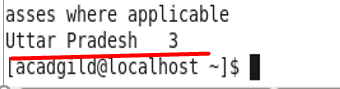 asses where applicable
Uttar Pradesh   3
[acadgild@localhost ~]$